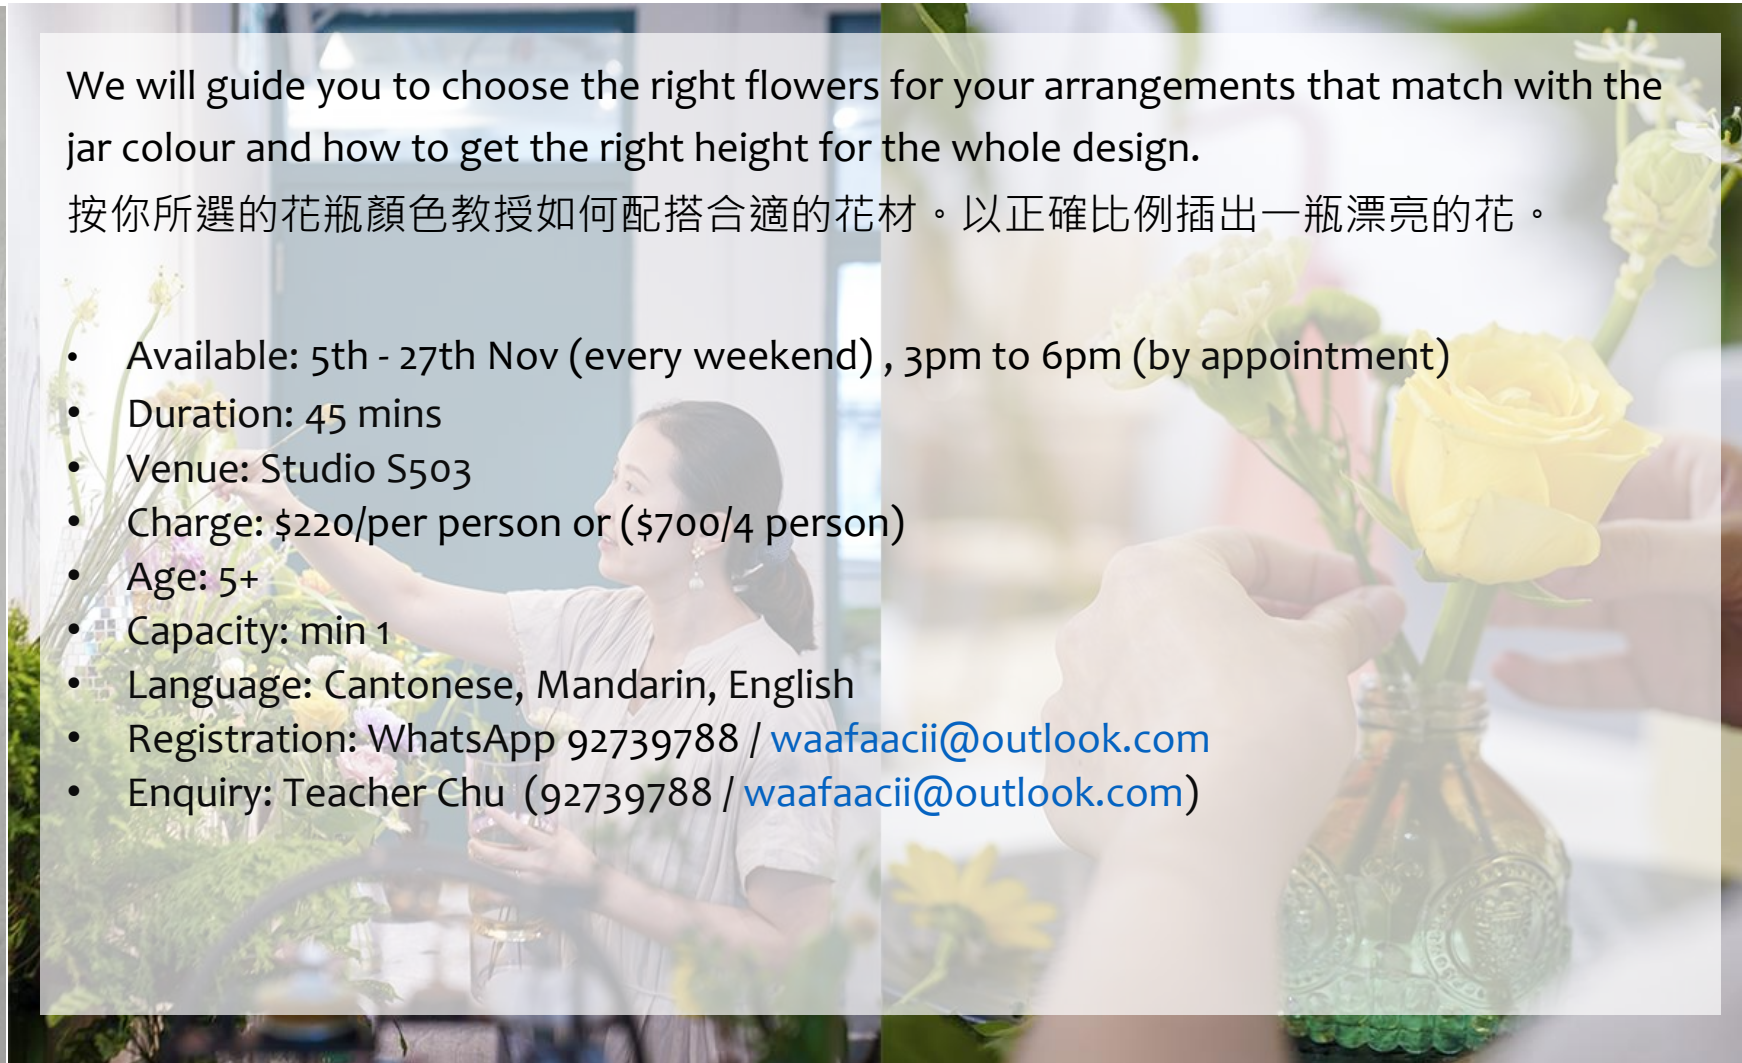 We will guide you to choose the right flowers for your arrangements that match with the
jar colour and how to get the right height for the whole design.
按你所選的花瓶顏色教授如何配搭合適的花材。以正確比例插出一瓶漂亮的花。
• Available: 5th - 27th Nov (every weekend) , 3pm to 6pm (by appointment)
• Duration: 45 mins
• Venue: Studio S503
• Charge: $220/per person or ($700/4 person)
• Age: 5+
• Capacity: min 1
• Language: Cantonese, Mandarin, English
• Registration: WhatsApp 92739788 / waafaacii@outlook.com
• Enquiry: Teacher Chu (92739788 / waafaacii@outlook.com)